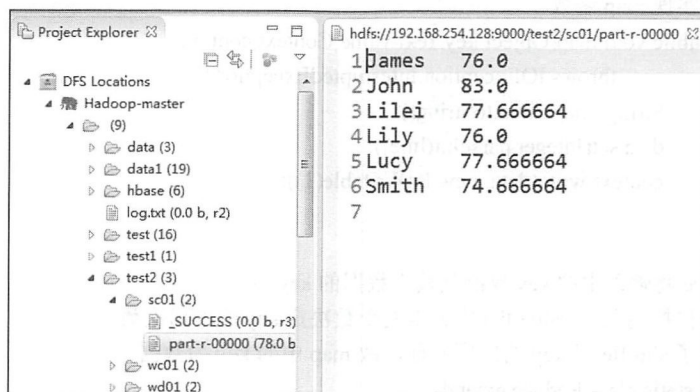 Project Explorer
DFS Locations
Hadoop-master
(9)
data (3)
data1 (19)
hbase (6)
log.txt (0.0 b, r2)
test (16)
test1 (1)
test2 (3)
sc01 (2)
_SUCCESS (0.0 b, r3)
part-r-00000 (78.0 b
wc01 (2)
wd01 (2)
hdfs://192.168.254.128:9000/test2/sc01/part-r-00000
1 James 76.0
2 John 83.0
3 Lilei 77.666664
4 Lily 76.0
5 Lucy 77.666664
6 Smith 74.666664
7